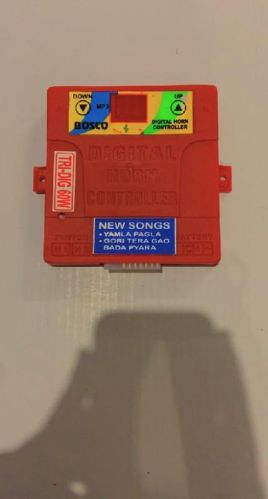 DOWN
UP
MP3
BOSCO
DIGITAL HORN
CONTROLLER
DIGITAL
HORN
CONTROLLER
TRI-DIG 60W
NEW SONGS
• YAMLA PAGLA
• GORI TERA GAO
BADA PYARA